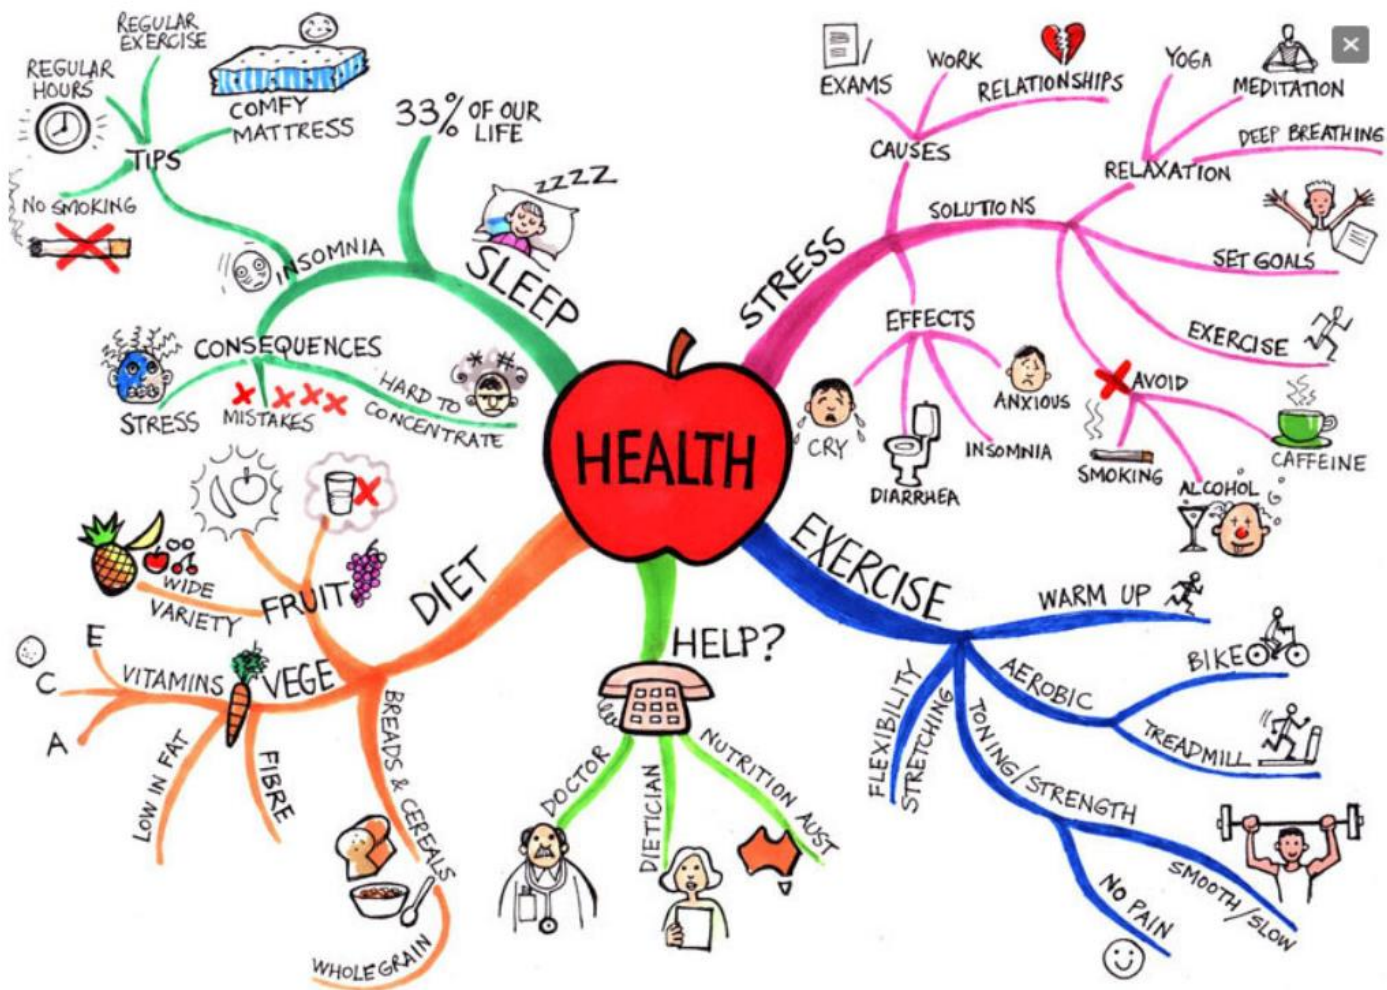 HEALTH
SLEEP
ZZZZ
33% OF OUR
LIFE
INSOMNIA
TIPS
REGULAR
HOURS
REGULAR
EXERCISE
COMFY
MATTRESS
NO SMOKING
CONSEQUENCES
STRESS
MISTAKES
HARD TO
CONCENTRATE
*#
STRESS
CAUSES
EXAMS
WORK
RELATIONSHIPS
SOLUTIONS
RELAXATION
YOGA
MEDITATION
DEEP BREATHING
SET GOALS
EXERCISE
AVOID
SMOKING
ALCOHOL
CAFFEINE
EFFECTS
CRY
DIARRHEA
INSOMNIA
ANXIOUS
EXERCISE
WARM UP
AEROBIC
BIKE
TREADMILL
TONING/STRENGTH
SMOOTH/SLOW
NO PAIN
FLEXIBILITY
STRETCHING
HELP?
DOCTOR
DIETICIAN
NUTRITION AUST
DIET
FRUIT
WIDE
VARIETY
VEGE
VITAMINS
E
C
A
LOW IN FAT
FIBRE
BREADS & CEREALS
WHOLEGRAIN